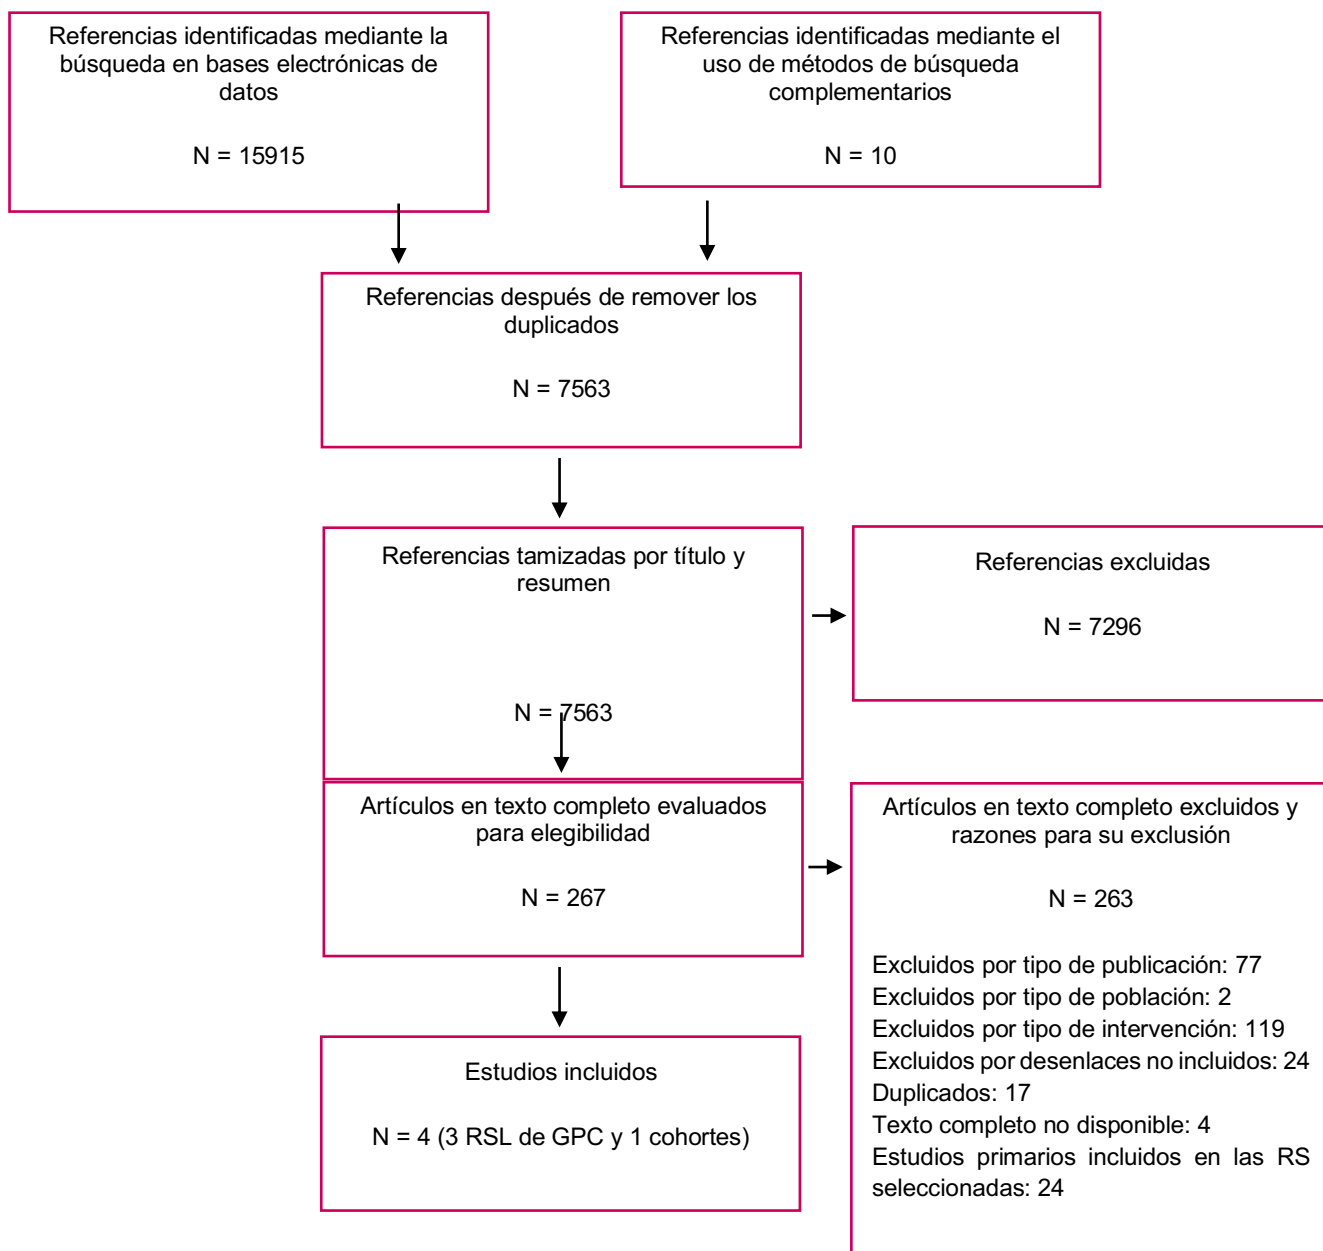 Referencias identificadas mediante la
búsqueda en bases electrónicas de
datos
N = 15915
Referencias identificadas mediante el
uso de métodos de búsqueda
complementarios
N = 10
Referencias después de remover los
duplicados
N = 7563
Referencias tamizadas por título y
resumen
N = 7563
Referencias excluidas
N = 7296
Artículos en texto completo evaluados
para elegibilidad
N = 267
Artículos en texto completo excluidos y
razones para su exclusión
N = 263
Excluidos por tipo de publicación: 77
Excluidos por tipo de población: 2
Excluidos por tipo de intervención: 119
Excluidos por desenlaces no incluidos: 24
Duplicados: 17
Texto completo no disponible: 4
Estudios primarios incluidos en las RS
seleccionadas: 24
Estudios incluidos
N = 4 (3 RSL de GPC y 1 cohortes)